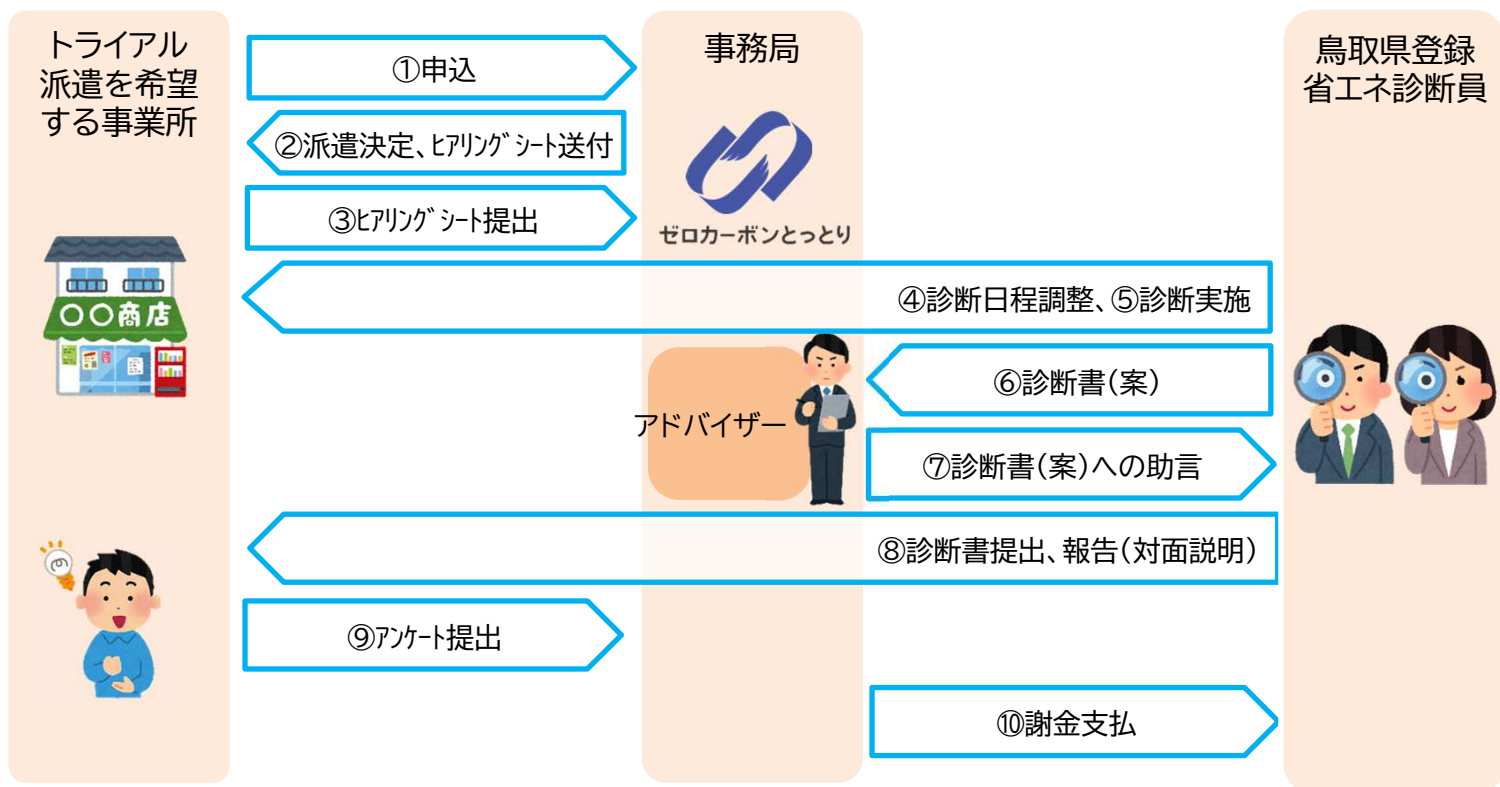 トライアル
派遣を希望
する事業所
事務局
鳥取県登録
省エネ診断員
①申込
②派遣決定、ﾋｱﾘﾝｸﾞｼｰﾄ送付
③ﾋｱﾘﾝｸﾞｼｰﾄ提出
ゼロカーボンとっとり
〇〇商店
④診断日程調整、⑤診断実施
⑥診断書(案)
アドバイザー
⑦診断書(案)への助言
⑧診断書提出、報告(対面説明)
⑨ｱﾝｹｰﾄ提出
⑩謝金支払